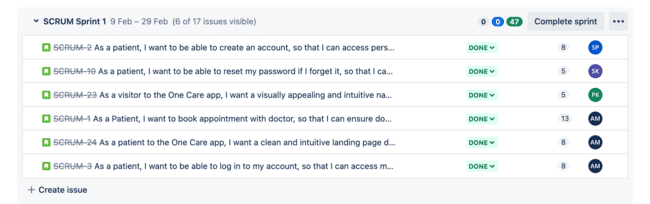 SCRUM Sprint 1 9 Feb – 29 Feb (6 of 17 issues visible) 0 0 47 Complete sprint
SCRUM-2 As a patient, I want to be able to create an account, so that I can access pers... DONE 8 SP
SCRUM-10 As a patient, I want to be able to reset my password if I forget it, so that I ca... DONE 5 SK
SCRUM-23 As a visitor to the One Care app, I want a visually appealing and intuitive na... DONE 5 PK
SCRUM-1 As a Patient, I want to book appointment with doctor, so that I can ensure do... DONE 13 AM
SCRUM-24 As a patient to the One Care app, I want a clean and intuitive landing page d... DONE 8 AM
SCRUM-3 As a patient, I want to be able to log in to my account, so that I can access m... DONE 8 AM
+ Create issue